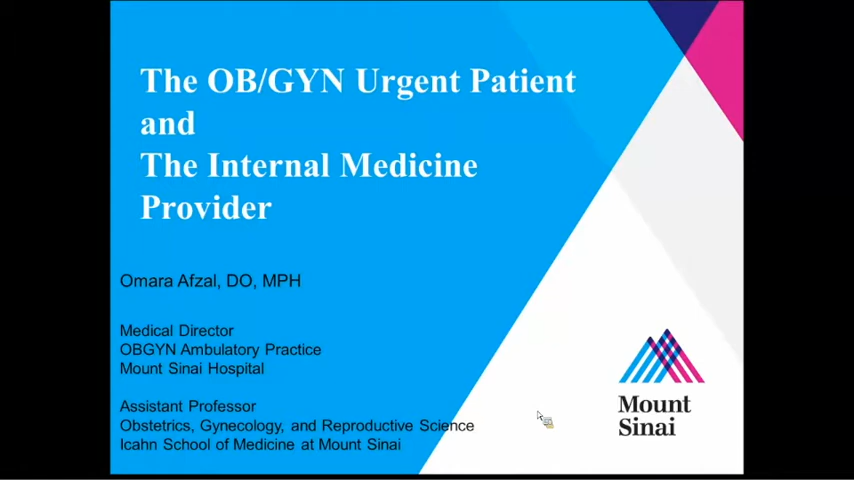 The OB/GYN Urgent Patient
and
The Internal Medicine
Provider
Omara Afzal, DO, MPH
Medical Director
OBGYN Ambulatory Practice
Mount Sinai Hospital
Assistant Professor
Obstetrics, Gynecology, and Reproductive Science
Icahn School of Medicine at Mount Sinai
Mount
Sinai